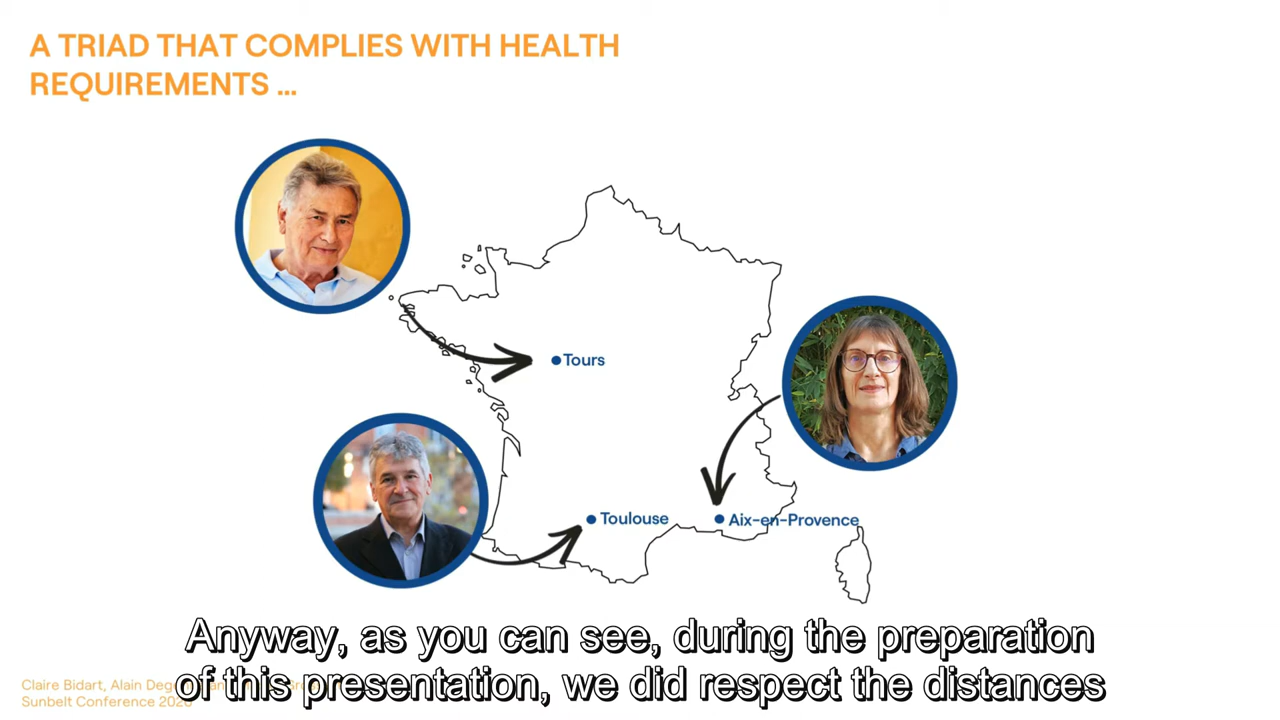 A TRIAD THAT COMPLIES WITH HEALTH
REQUIREMENTS ...
Tours
Toulouse
Aix-en-Provence
Anyway, as you can see, during the preparation
of this presentation, we did respect the distances
Claire Bidart, Alain
Sunbelt Conference